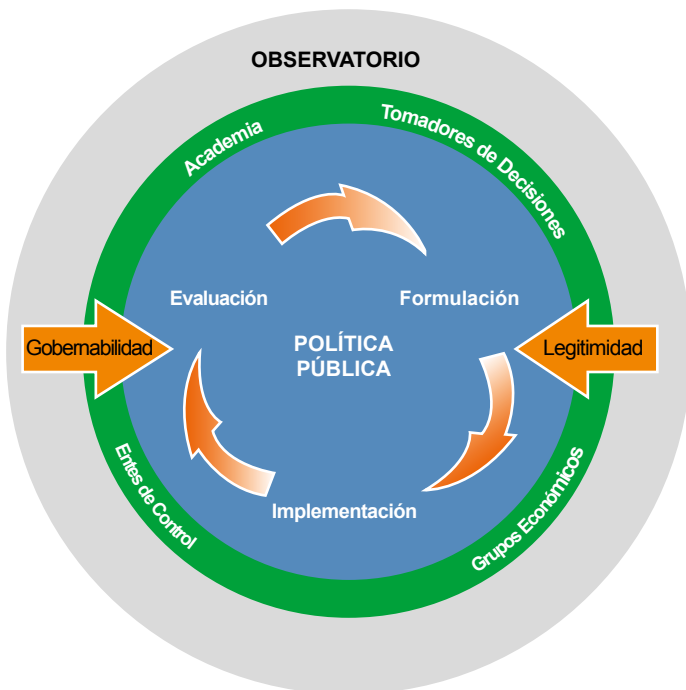 OBSERVATORIO
Academia
Tomadores de Decisiones
Evaluación
Formulación
Gobernabilidad
POLÍTICA
PÚBLICA
Legitimidad
Implementación
Entes de Control
Grupos Económicos